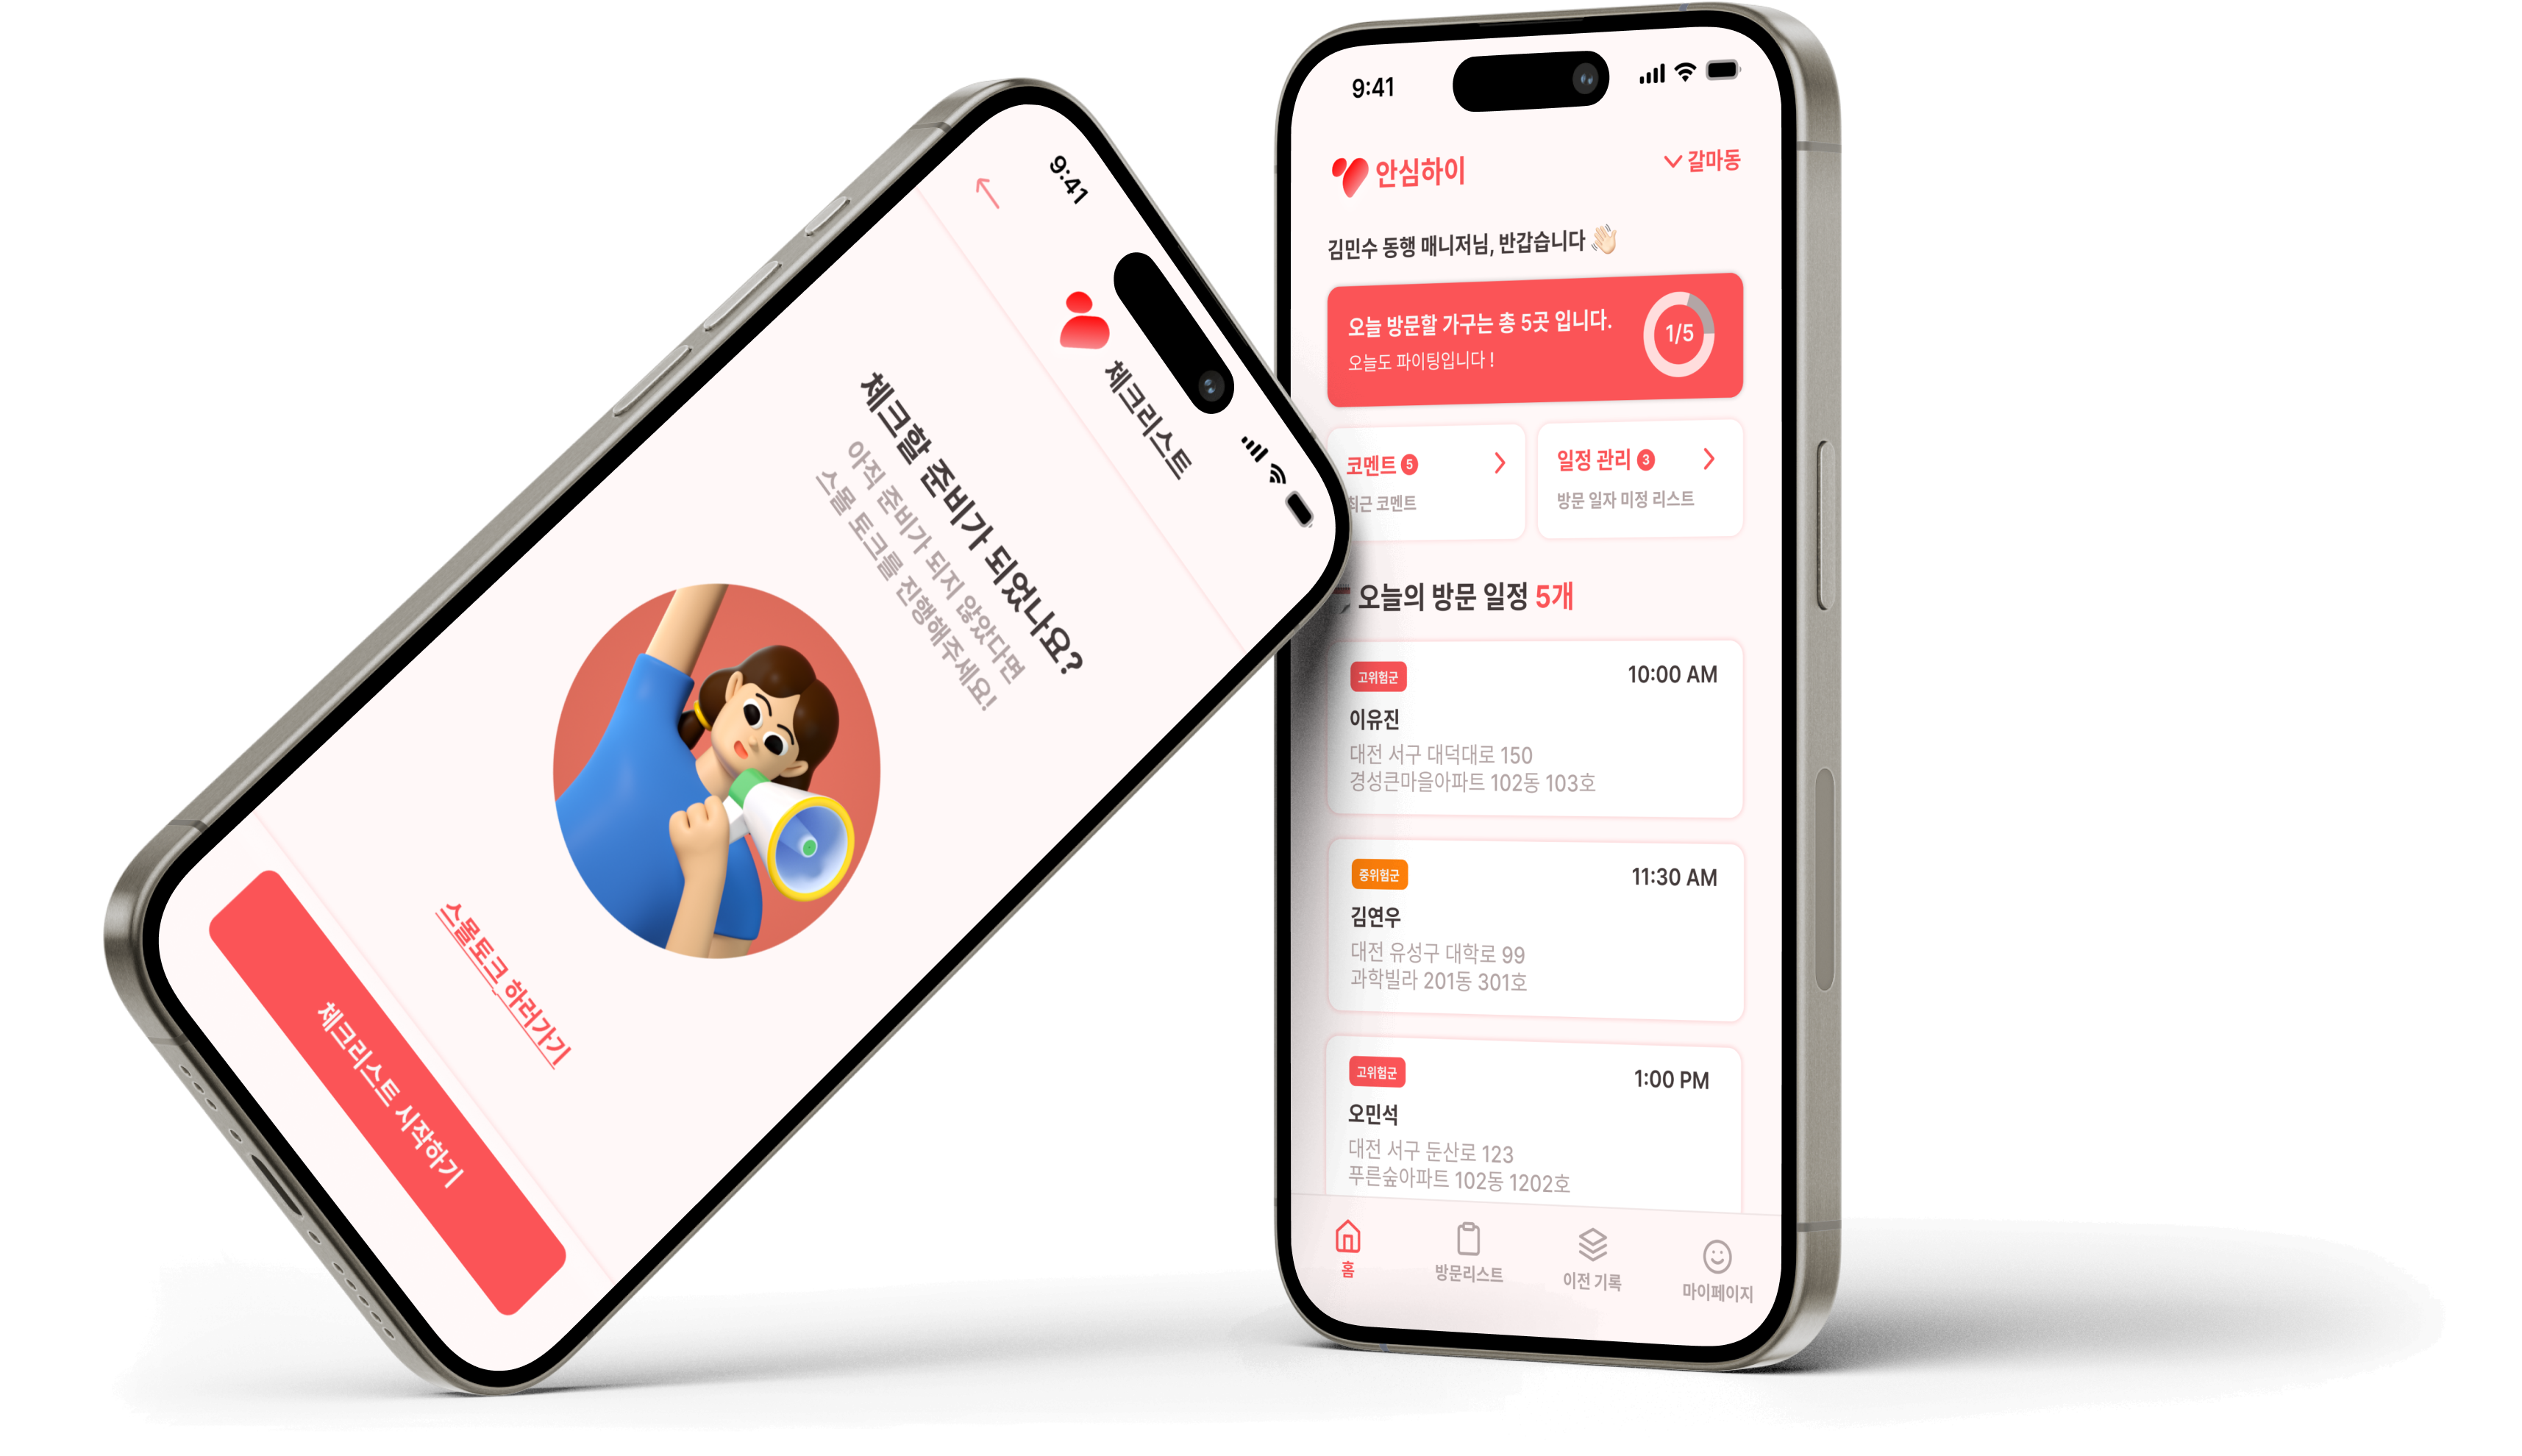 9:41
체크리스트
체크할 준비가 되었나요?
아직 준비가 되지 않았다면
스몰 토크를 진행해주세요!
스몰토크 하러가기
체크리스트 시작하기
9:41
안심하이
갈마동
김민수 동행 매니저님, 반갑습니다 👋🏻
오늘 방문할 가구는 총 5곳 입니다.
오늘도 파이팅입니다 !
1/5
코멘트 5
최근 코멘트
일정 관리 3
방문 일자 미정 리스트
오늘의 방문 일정 5개
고위험군
10:00 AM
이유진
대전 서구 대덕대로 150
경성큰마을아파트 102동 103호
중위험군
11:30 AM
김연우
대전 유성구 대학로 99
과학빌라 201동 301호
고위험군
1:00 PM
오민석
대전 서구 둔산로 123
푸른숲아파트 102동 1202호
홈
방문리스트
이전 기록
마이페이지